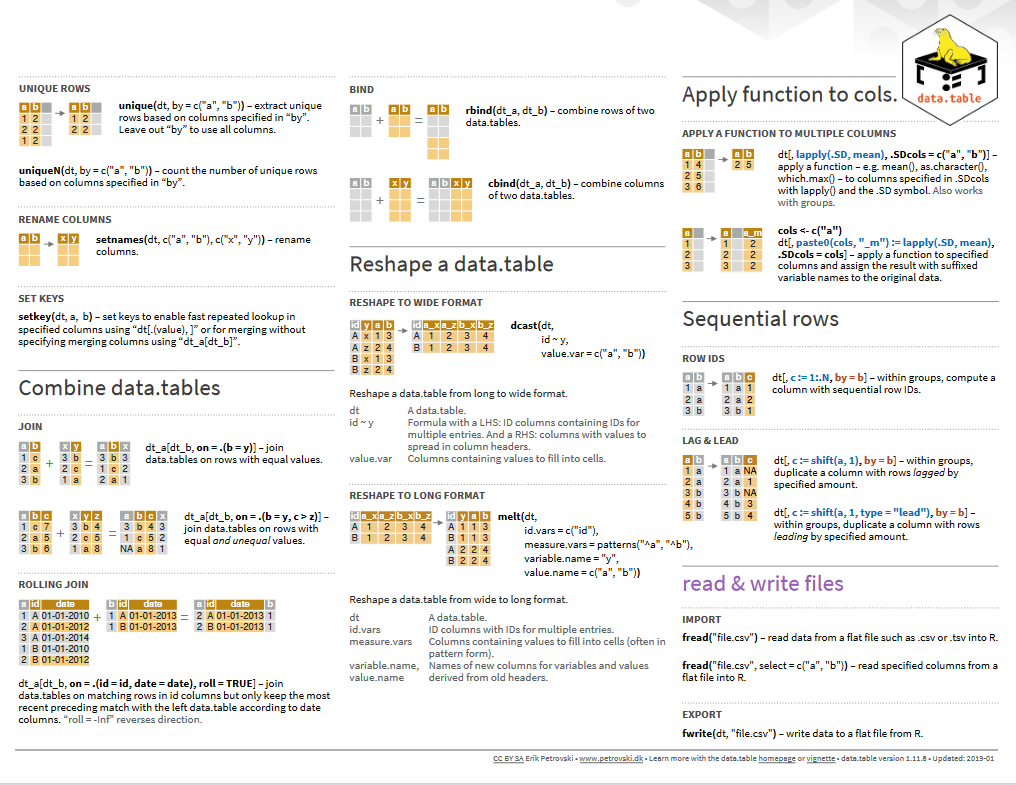 UNIQUE ROWS
a b a b
1 2 1 2
2 2 2 2
1 2
unique(dt, by = c("a", "b")) – extract unique
rows based on columns specified in “by”.
Leave out “by” to use all columns.
uniqueN(dt, by = c("a", "b")) – count the number of unique rows
based on columns specified in “by”.
RENAME COLUMNS
a b x y
setnames(dt, c("a", "b"), c("x", "y")) – rename
columns.
SET KEYS
setkey(dt, a, b) – set keys to enable fast repeated lookup in
specified columns using “dt[.(value), ]” or for merging without
specifying merging columns using “dt_a[dt_b]”.
Combine data.tables
JOIN
a b x y a b x
1 c + 3 b = 3 b 3
2 a 2 c 1 c 2
3 b 1 a 2 a 1
dt_a[dt_b, on = .(b = y)] – join
data.tables on rows with equal values.
a b c x y z a b c x
1 c 7 + 3 b 4 = 3 b 4 3
2 a 5 2 c 5 1 c 5 2
3 b 6 1 a 8 NA a 8 1
dt_a[dt_b, on = .(b = y, c > z)] –
join data.tables on rows with
equal and unequal values.
ROLLING JOIN
a id date b id date a id date b
1 A 01-01-2010 + 1 A 01-01-2013 = 2 A 01-01-2013 1
2 A 01-01-2012 1 B 01-01-2013 2 B 01-01-2013 1
3 A 01-01-2014
1 B 01-01-2010
2 B 01-01-2012
dt_a[dt_b, on = .(id = id, date = date), roll = TRUE] – join
data.tables on matching rows in id columns but only keep the most
recent preceding match with the left data.table according to date
columns. “roll = -Inf” reverses direction.
BIND
a b + a b = a b
rbind(dt_a, dt_b) – combine rows of two
data.tables.
a b + x y = a b x y
cbind(dt_a, dt_b) – combine columns
of two data.tables.
Reshape a data.table
RESHAPE TO WIDE FORMAT
id y a b id a_x a_z b_x b_z
A x 1 3 A 1 2 3 4
A z 2 4 B 1 2 3 4
B x 1 3
B z 2 4
dcast(dt,
id ~ y,
value.var = c("a", "b"))
Reshape a data.table from long to wide format.
dt A data.table.
id ~ y Formula with a LHS: ID columns containing IDs for
multiple entries. And a RHS: columns with values to
spread in column headers.
value.var Columns containing values to fill into cells.
RESHAPE TO LONG FORMAT
id a_x a_z b_x b_z id y a b
A 1 2 3 4 A 1 1 3
B 1 2 3 4 B 1 1 3
A 2 2 4
B 2 2 4
melt(dt,
id.vars = c("id"),
measure.vars = patterns("^a", "^b"),
variable.name = "y",
value.name = c("a", "b"))
Reshape a data.table from wide to long format.
dt A data.table.
id.vars ID columns with IDs for multiple entries.
measure.vars Columns containing values to fill into cells (often in
pattern form).
variable.name, Names of new columns for variables and values
value.name derived from old headers.
data.table
Apply function to cols.
APPLY A FUNCTION TO MULTIPLE COLUMNS
a b a b
1 4 2 5
2 5
3 6
dt[, lapply(.SD, mean), .SDcols = c("a", "b")] –
apply a function – e.g. mean(), as.character(),
which.max() – to columns specified in .SDcols
with lapply() and the .SD symbol. Also works
with groups.
a a a_m
1 1 2
2 2 2
3 3 2
cols <- c("a")
dt[, paste0(cols, "_m") := lapply(.SD, mean),
.SDcols = cols] – apply a function to specified
columns and assign the result with suffixed
variable names to the original data.
Sequential rows
ROW IDS
a b a b c
1 a 1 a 1
2 a 2 a 2
3 b 3 b 1
dt[, c := 1:.N, by = b] – within groups, compute a
column with sequential row IDs.
LAG & LEAD
a b a b c
1 a 1 a NA
2 a 2 a 1
3 b 3 b NA
4 b 4 b 3
5 b 5 b 4
dt[, c := shift(a, 1), by = b] – within groups,
duplicate a column with rows lagged by
specified amount.
dt[, c := shift(a, 1, type = "lead"), by = b] –
within groups, duplicate a column with rows
leading by specified amount.
read & write files
IMPORT
fread("file.csv") – read data from a flat file such as .csv or .tsv into R.
fread("file.csv", select = c("a", "b")) – read specified columns from a
flat file into R.
EXPORT
fwrite(dt, "file.csv") – write data to a flat file from R.
CC BY SA Erik Petrovski • www.petrovski.dk • Learn more with the data.table homepage or vignette • data.table version 1.11.8 • Updated: 2019-01